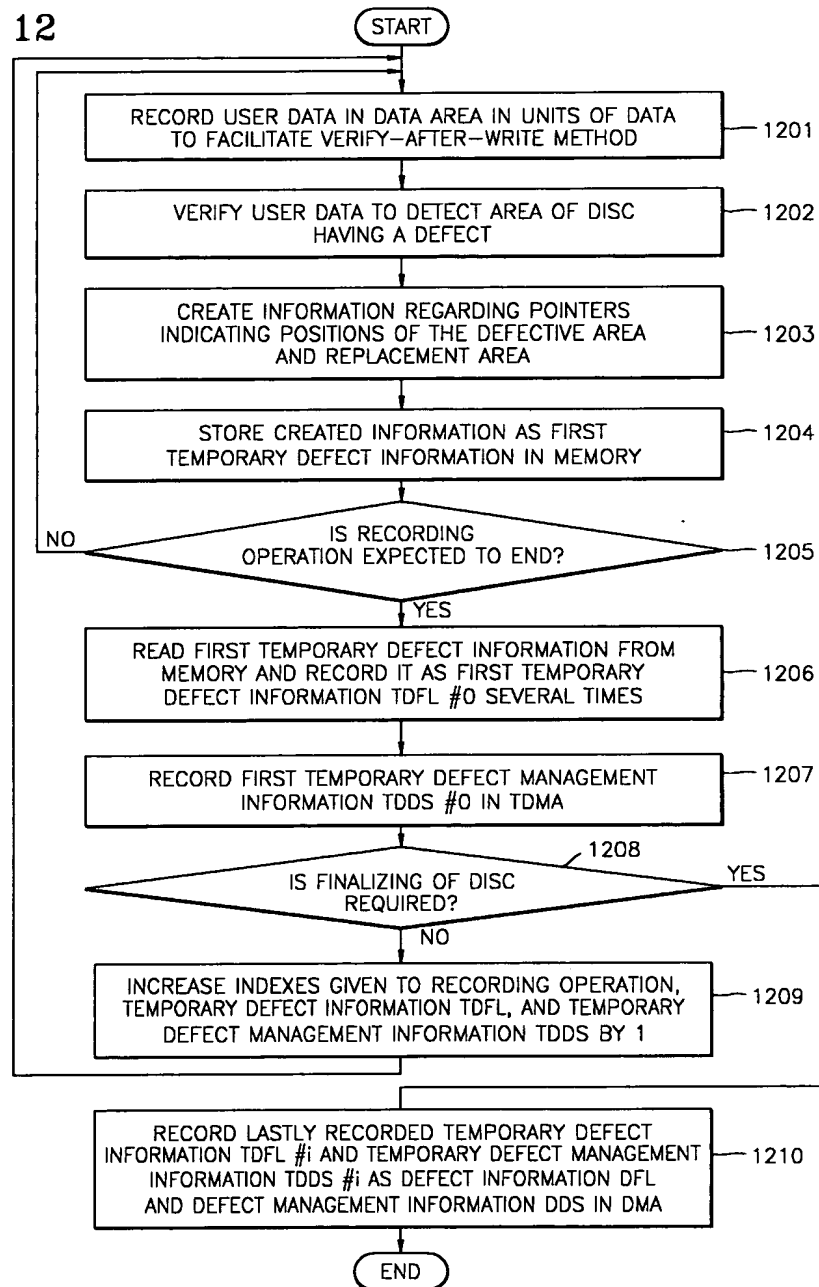 12
START
RECORD USER DATA IN DATA AREA IN UNITS OF DATA
TO FACILITATE VERIFY-AFTER-WRITE METHOD
1201
VERIFY USER DATA TO DETECT AREA OF DISC
HAVING A DEFECT
1202
CREATE INFORMATION REGARDING POINTERS
INDICATING POSITIONS OF THE DEFECTIVE AREA
AND REPLACEMENT AREA
1203
STORE CREATED INFORMATION AS FIRST
TEMPORARY DEFECT INFORMATION IN MEMORY
1204
NO
IS RECORDING
OPERATION EXPECTED TO END?
1205
YES
READ FIRST TEMPORARY DEFECT INFORMATION FROM
MEMORY AND RECORD IT AS FIRST TEMPORARY
DEFECT INFORMATION TDFL #0 SEVERAL TIMES
1206
RECORD FIRST TEMPORARY DEFECT MANAGEMENT
INFORMATION TDDS #0 IN TDMA
1207
1208
YES
IS FINALIZING OF DISC
REQUIRED?
NO
INCREASE INDEXES GIVEN TO RECORDING OPERATION,
TEMPORARY DEFECT INFORMATION TDFL, AND TEMPORARY
DEFECT MANAGEMENT INFORMATION TDDS BY 1
1209
RECORD LASTLY RECORDED TEMPORARY DEFECT
INFORMATION TDFL #i AND TEMPORARY DEFECT MANAGEMENT
INFORMATION TDDS #i AS DEFECT INFORMATION DFL
AND DEFECT MANAGEMENT INFORMATION DDS IN DMA
1210
END